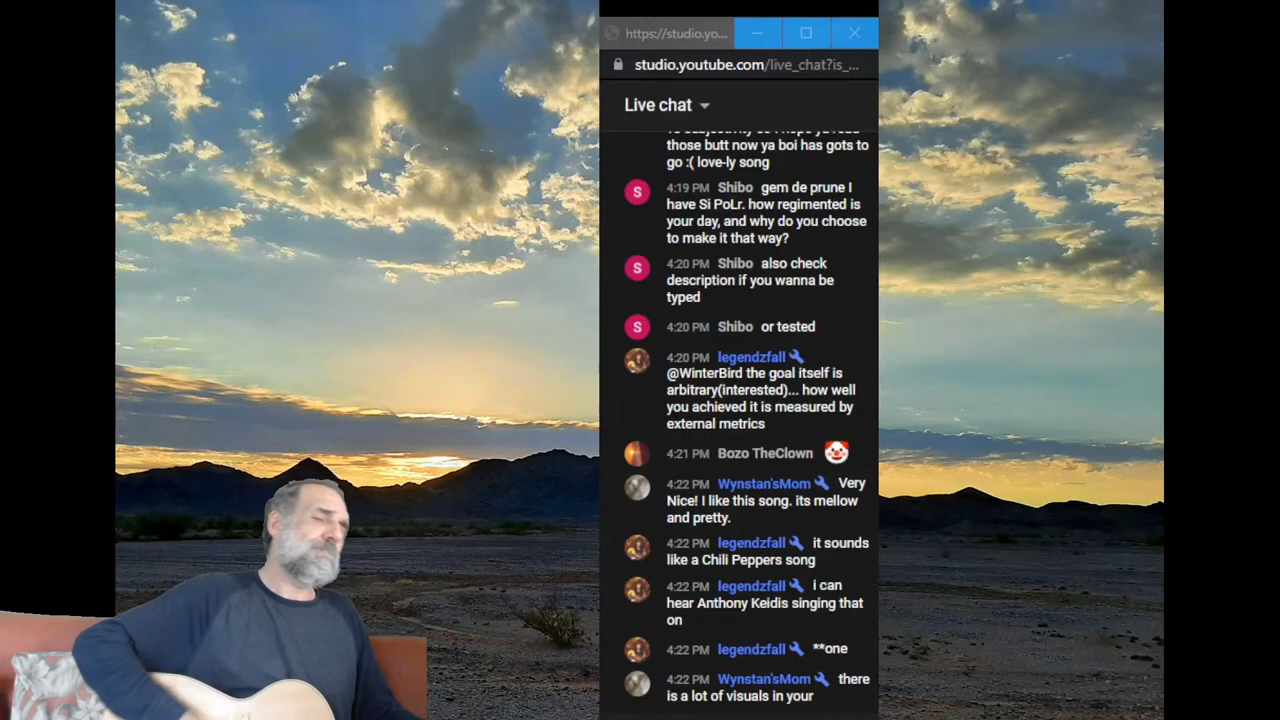 https://studio.yo...
studio.youtube.com/live_chat?is_...
Live chat
those butt now ya boi has gots to
go :( love-ly song
S 4:19 PM Shibo gem de prune I
have Si PoLr. how regimented is
your day, and why do you choose
to make it that way?
S 4:20 PM Shibo also check
description if you wanna be
typed
S 4:20 PM Shibo or tested
4:20 PM legendzfall
@WinterBird the goal itself is
arbitrary(interested)... how well
you achieved it is measured by
external metrics
4:21 PM Bozo TheClown 🤡
4:22 PM Wynstan'sMom Very
Nice! I like this song. its mellow
and pretty.
4:22 PM legendzfall it sounds
like a Chili Peppers song
4:22 PM legendzfall i can
hear Anthony Keidis singing that
on
4:22 PM legendzfall **one
4:22 PM Wynstan'sMom there
is a lot of visuals in your